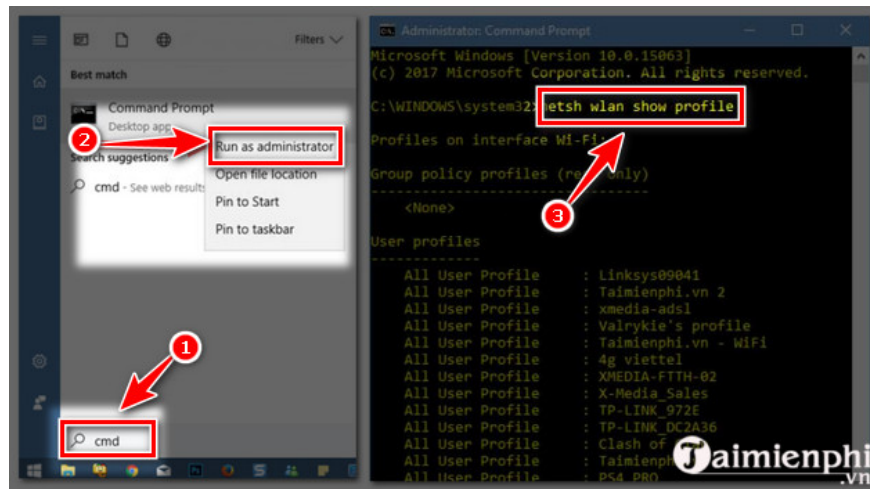 Filters
Best match
Command Prompt
Desktop app
2
Run as administrator
Search suggestions
Open file location
cmd - See web results
Pin to Start
Pin to taskbar
1
cmd
Administrator: Command Prompt
Microsoft Windows [Version 10.0.15063]
(c) 2017 Microsoft Corporation. All rights reserved.
C:\WINDOWS\system32>netsh wlan show profile
Profiles on interface Wi-Fi:
Group policy profiles (read only)
---------------------------------
<None>
3
User profiles
-------------
All User Profile : Linksys09041
All User Profile : Taimienphi.vn 2
All User Profile : xmedia-adsl
All User Profile : Valrykie's profile
All User Profile : Taimienphi.vn - WiFi
All User Profile : 4g viettel
All User Profile : XMEDIA-FTTH-02
All User Profile : X-Media_Sales
All User Profile : TP-LINK_972E
All User Profile : TP-LINK_DC2A36
All User Profile : Clash of
All User Profile : Taimienph
All User Profile : PS4 PRO
Taimienphi
.vn